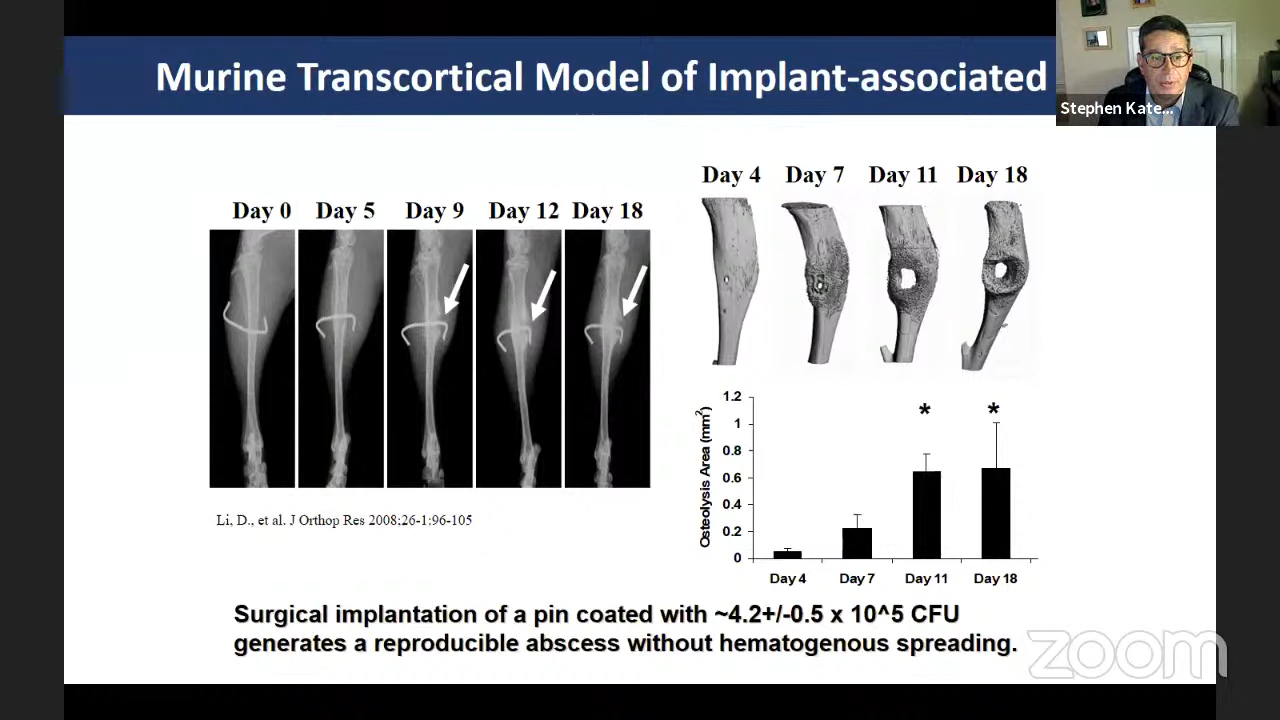 Murine Transcortical Model of Implant-associated
Stephen Kate...
Day 0 Day 5 Day 9 Day 12 Day 18
Day 4 Day 7 Day 11 Day 18
Li, D., et al. J Orthop Res 2008;26-1:96-105
Osteolysis Area (mm²)
1.2
1
0.8
0.6
0.4
0.2
0
* *
Day 4 Day 7 Day 11 Day 18
Surgical implantation of a pin coated with ~4.2+/-0.5 x 10^5 CFU
generates a reproducible abscess without hematogenous spreading.
zoom